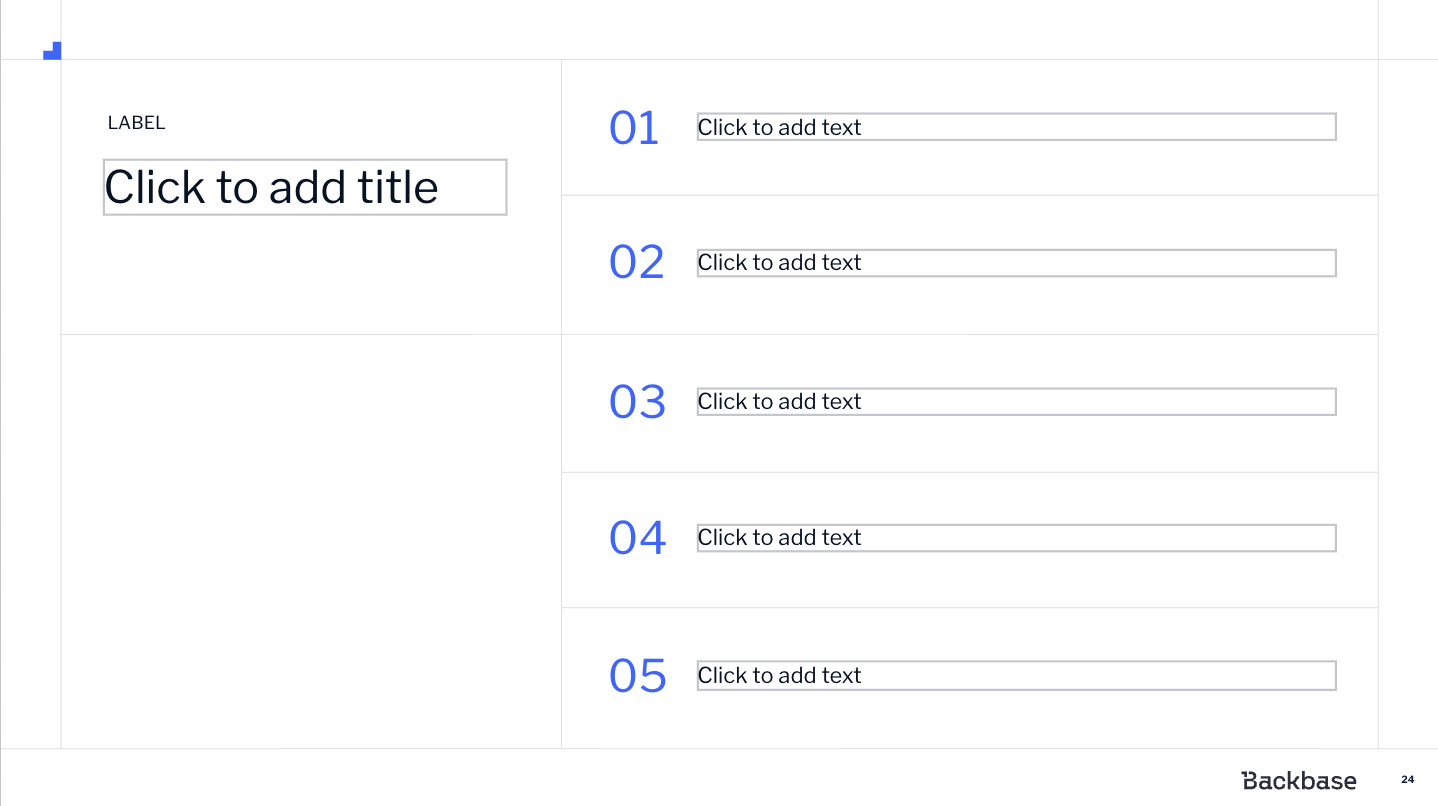 LABEL
Click to add title
01
Click to add text
02
Click to add text
03
Click to add text
04
Click to add text
05
Click to add text
Backbase
24